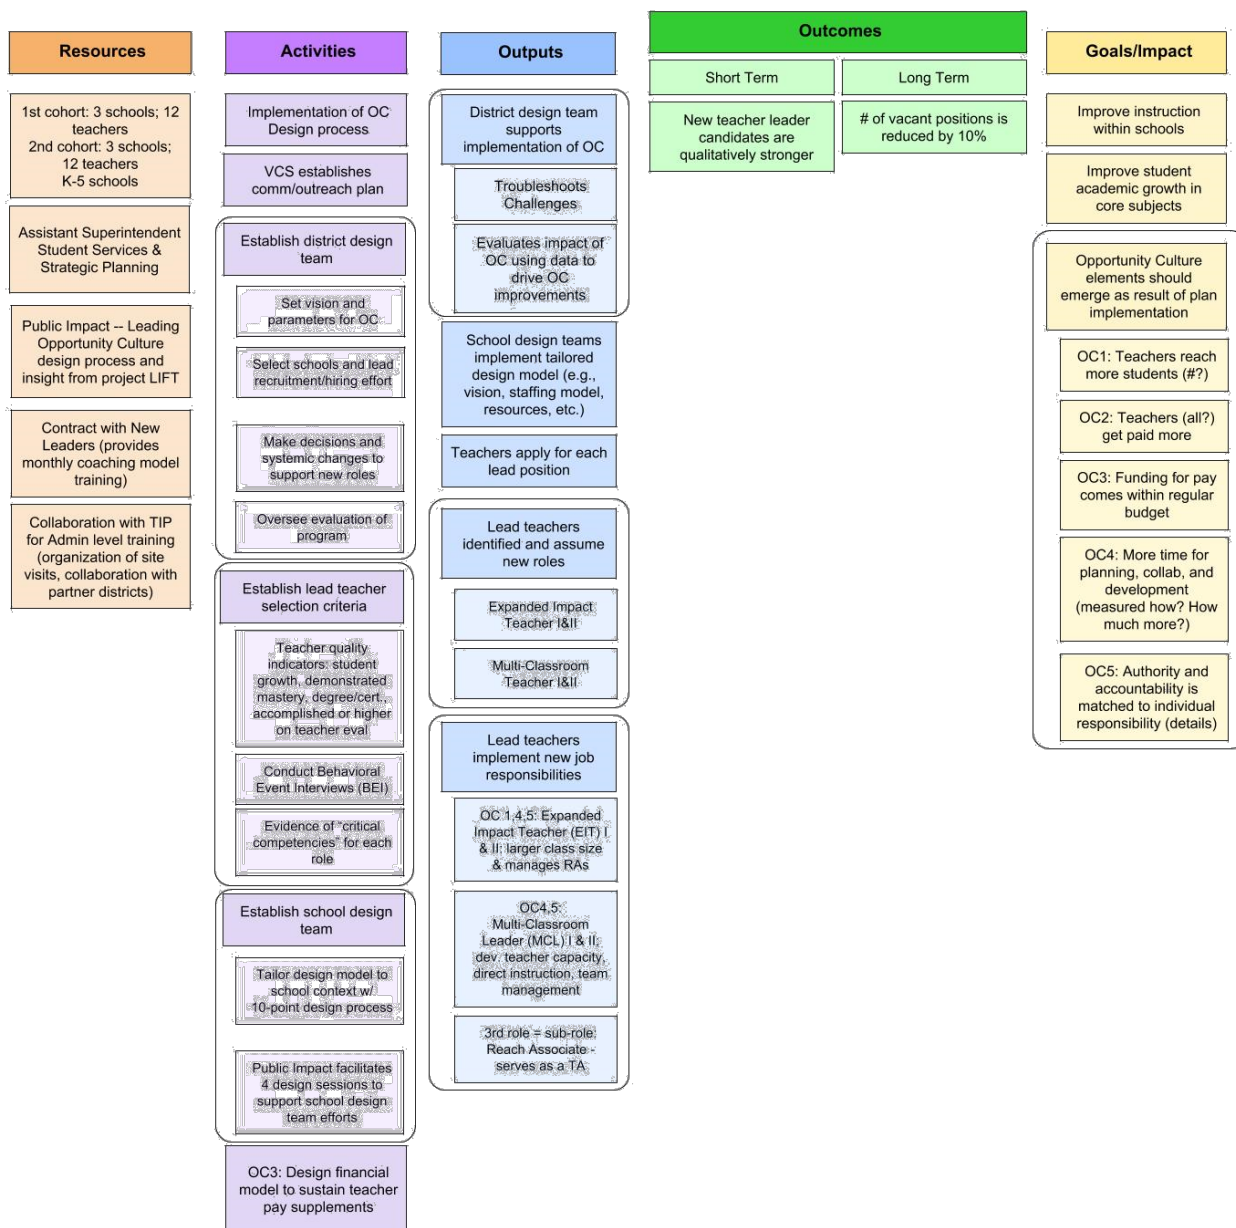 Resources
1st cohort: 3 schools; 12
teachers
2nd cohort: 3 schools;
12 teachers
K-5 schools
Assistant Superintendent
Student Services &
Strategic Planning
Public Impact -- Leading
Opportunity Culture
design process and
insight from project LIFT
Contract with New
Leaders (provides
monthly coaching model
training)
Collaboration with TIP
for Admin level training
(organization of site
visits, collaboration with
partner districts)
Activities
Implementation of OC
Design process
VCS establishes
comm/outreach plan
Establish district design
team
Set vision and
parameters for OC
Select schools and lead
recruitment/hiring effort
Make decisions and
systemic changes to
support new roles
Oversee evaluation of
program
Establish lead teacher
selection criteria
Teacher quality
indicators: student
growth, demonstrated
mastery, degree/cert.,
accomplished or higher
on teacher eval
Conduct Behavioral
Event Interviews (BEI)
Evidence of “critical
competencies” for each
role
Establish school design
team
Tailor design model to
school context w/
10-point design process
Public Impact facilitates
4 design sessions to
support school design
team efforts
OC3: Design financial
model to sustain teacher
pay supplements
Outputs
District design team
supports
implementation of OC
Troubleshoots
Challenges
Evaluates impact of
OC using data to
drive OC
improvements
School design teams
implement tailored
design model (e.g.,
vision, staffing model,
resources, etc.)
Teachers apply for each
lead position
Lead teachers
identified and assume
new roles
Expanded Impact
Teacher I&II
Multi-Classroom
Teacher I&II
Lead teachers
implement new job
responsibilities
OC 1,4,5: Expanded
Impact Teacher (EIT) I
& II: larger class size
& manages RAs
OC4,5:
Multi-Classroom
Leader (MCL) I & II;
dev. teacher capacity,
direct instruction, team
management
3rd role = sub-role:
Reach Associate -
serves as a TA
Outcomes
Short Term
New teacher leader
candidates are
qualitatively stronger
Long Term
# of vacant positions is
reduced by 10%
Goals/Impact
Improve instruction
within schools
Improve student
academic growth in
core subjects
Opportunity Culture
elements should
emerge as result of plan
implementation
OC1: Teachers reach
more students (#?)
OC2: Teachers (all?)
get paid more
OC3: Funding for pay
comes within regular
budget
OC4: More time for
planning, collab, and
development
(measured how? How
much more?)
OC5: Authority and
accountability is
matched to individual
responsibility (details)